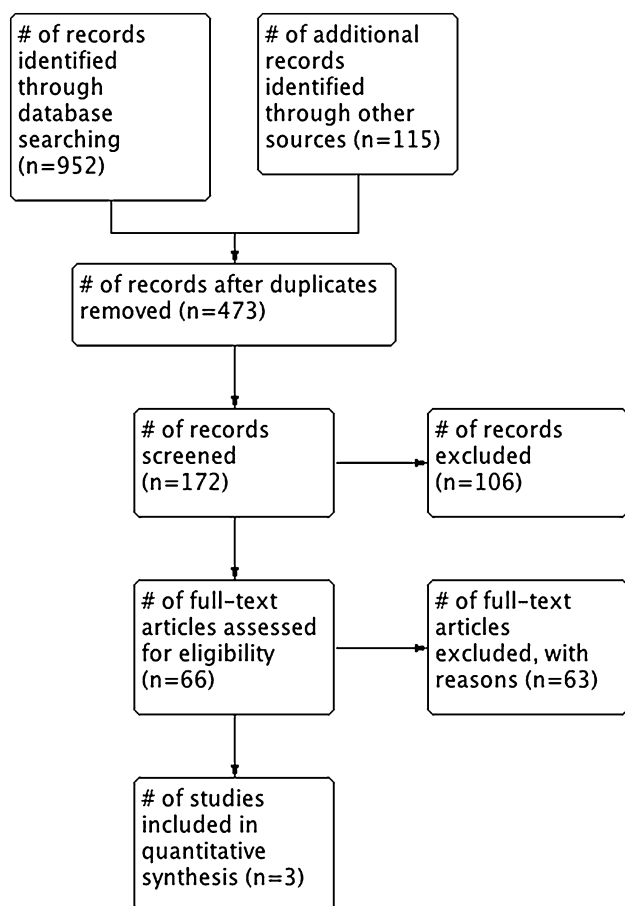 # of records
identified
through
database
searching
(n=952)
# of additional
records
identified
through other
sources (n=115)
# of records after duplicates
removed (n=473)
# of records
screened
(n=172)
# of records
excluded
(n=106)
# of full-text
articles assessed
for eligibility
(n=66)
# of full-text
articles
excluded, with
reasons (n=63)
# of studies
included in
quantitative
synthesis (n=3)